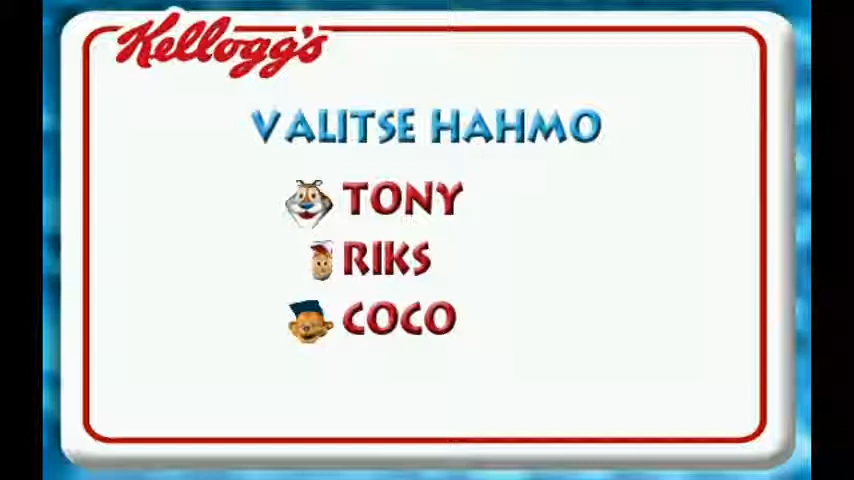 Kellogg's
VALITSE HAHMO
TONY
RIKS
COCO